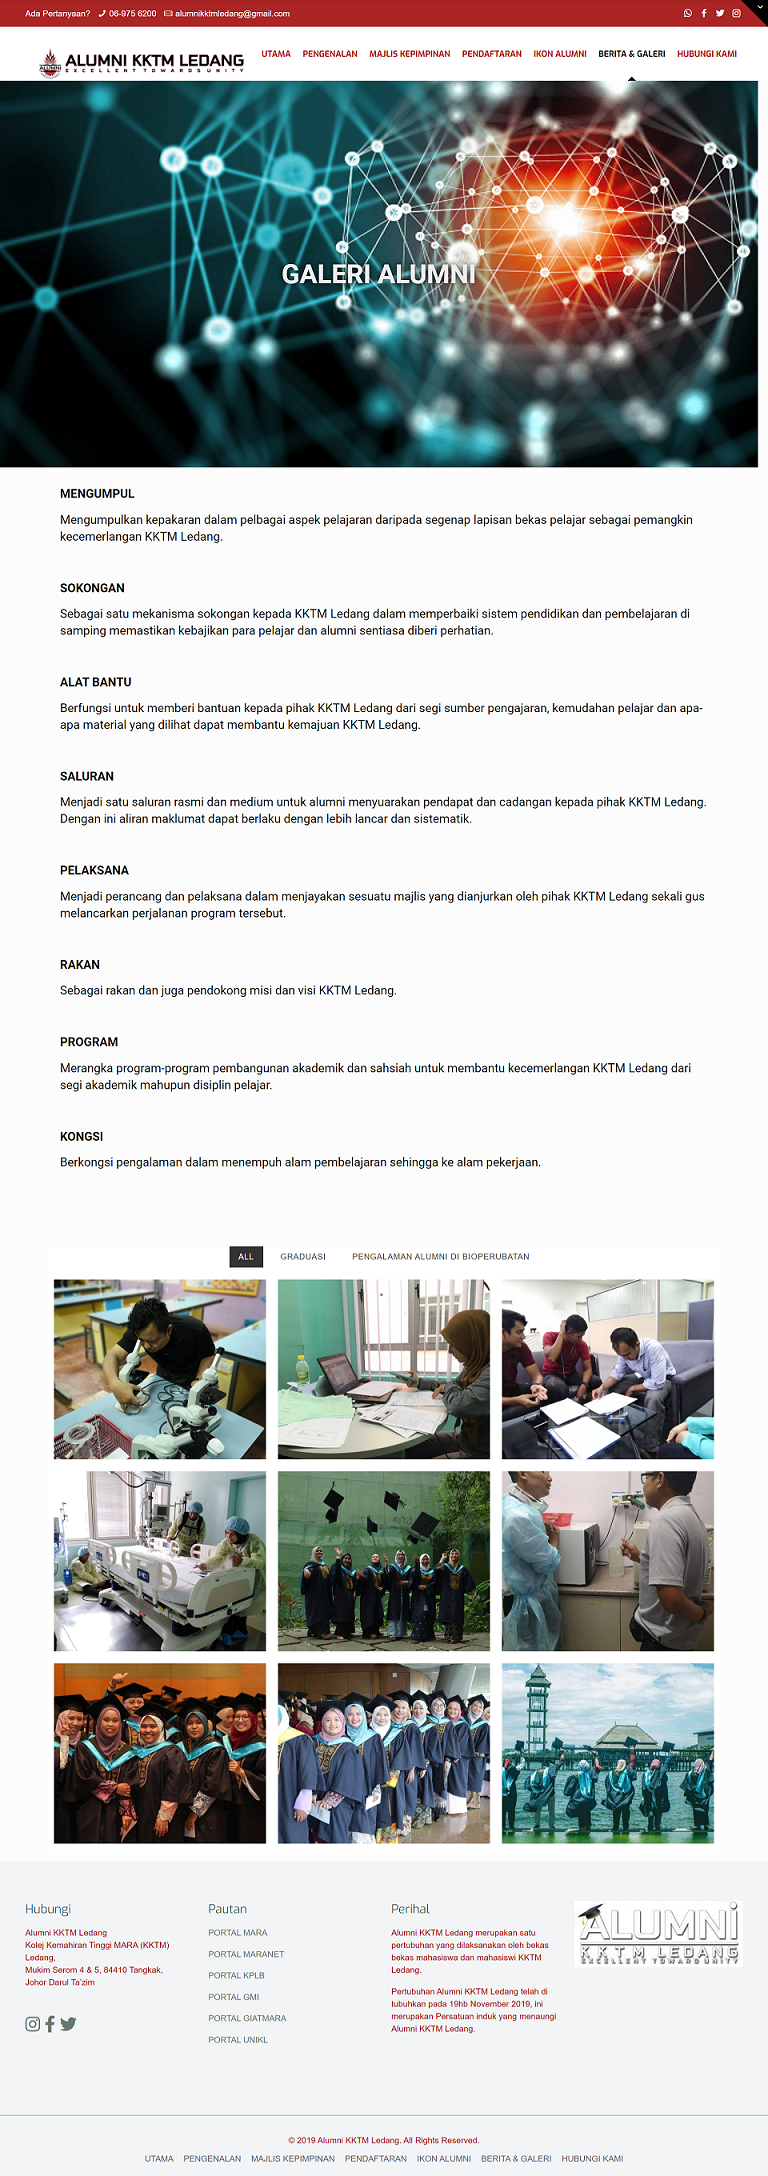 Ada Pertanyaan? 06-975 6200 alumnikktmledang@gmail.com
ALUMNI KKTM LEDANG
EXCELLENT TOWARDS UNITY
UTAMA PENGENALAN MAJLIS KEPIMPINAN PENDAFTARAN IKON ALUMNI BERITA & GALERI HUBUNGI KAMI
GALERI ALUMNI
MENGUMPUL
Mengumpulkan kepakaran dalam pelbagai aspek pelajaran daripada segenap lapisan bekas pelajar sebagai pemangkin
kecemerlangan KKTM Ledang.
SOKONGAN
Sebagai satu mekanisma sokongan kepada KKTM Ledang dalam memperbaiki sistem pendidikan dan pembelajaran di
samping memastikan kebajikan para pelajar dan alumni sentiasa diberi perhatian.
ALAT BANTU
Berfungsi untuk memberi bantuan kepada pihak KKTM Ledang dari segi sumber pengajaran, kemudahan pelajar dan apa-
apa material yang dilihat dapat membantu kemajuan KKTM Ledang.
SALURAN
Menjadi satu saluran rasmi dan medium untuk alumni menyuarakan pendapat dan cadangan kepada pihak KKTM Ledang.
Dengan ini aliran maklumat dapat berlaku dengan lebih lancar dan sistematik.
PELAKSANA
Menjadi perancang dan pelaksana dalam menjayakan sesuatu majlis yang dianjurkan oleh pihak KKTM Ledang sekali gus
melancarkan perjalanan program tersebut.
RAKAN
Sebagai rakan dan juga pendokong misi dan visi KKTM Ledang.
PROGRAM
Merangka program-program pembangunan akademik dan sahsiah untuk membantu kecemerlangan KKTM Ledang dari
segi akademik mahupun disiplin pelajar.
KONGSI
Berkongsi pengalaman dalam menempuh alam pembelajaran sehingga ke alam pekerjaan.
ALL GRADUASI PENGALAMAN ALUMNI DI BIOPERUBATAN
Hubungi
Alumni KKTM Ledang
Kolej Kemahiran Tinggi MARA (KKTM)
Ledang,
Mukim Serom 4 & 5, 84410 Tangkak,
Johor Darul Ta'zim
Pautan
PORTAL MARA
PORTAL MARANET
PORTAL KPLB
PORTAL GMI
PORTAL GIATMARA
PORTAL UNIKL
Perihal
Alumni KKTM Ledang merupakan satu
pertubuhan yang dilaksanakan oleh bekas
bekas mahasiswa dan mahasiswi KKTM
Ledang.
Pertubuhan Alumni KKTM Ledang telah di
tubuhkan pada 19hb November 2019, ini
merupakan Persatuan induk yang menaungi
Alumni KKTM Ledang.
ALUMNi
KKTM LEDANG
EXCELLENT TOWARD UNITY
© 2019 Alumni KKTM Ledang. All Rights Reserved.
UTAMA PENGENALAN MAJLIS KEPIMPINAN PENDAFTARAN IKON ALUMNI BERITA & GALERI HUBUNGI KAMI